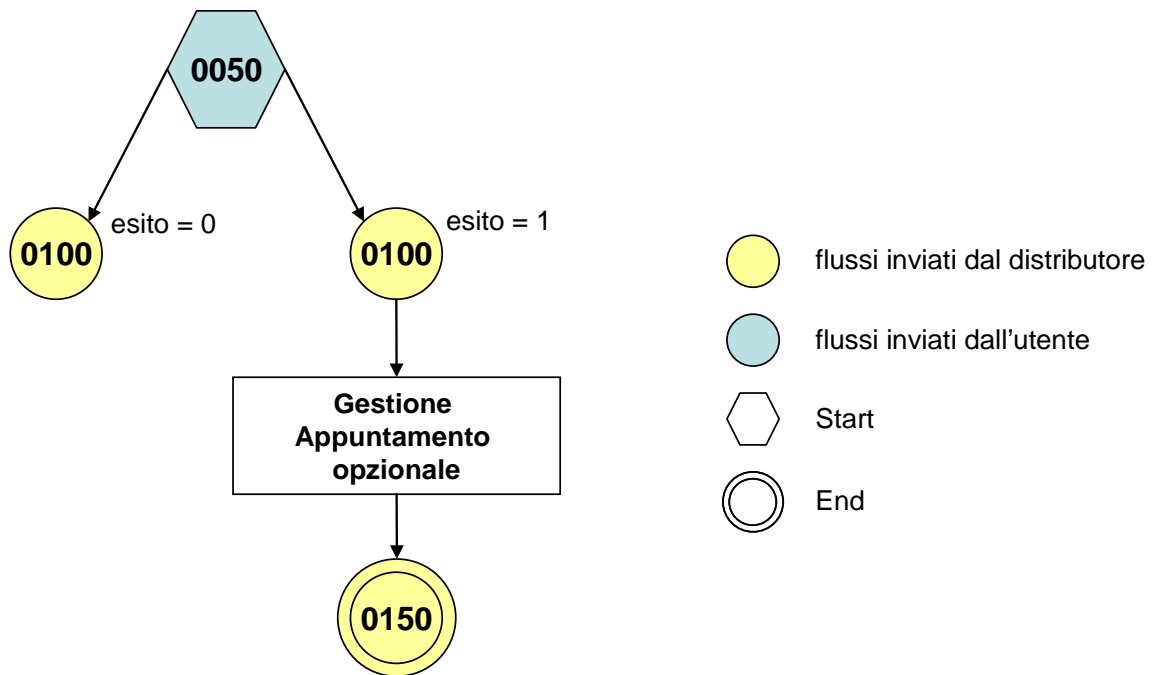 0050
esito = 0
esito = 1
0100
0100
flussi inviati dal distributore
flussi inviati dall’utente
Gestione
Appuntamento
opzionale
Start
End
0150